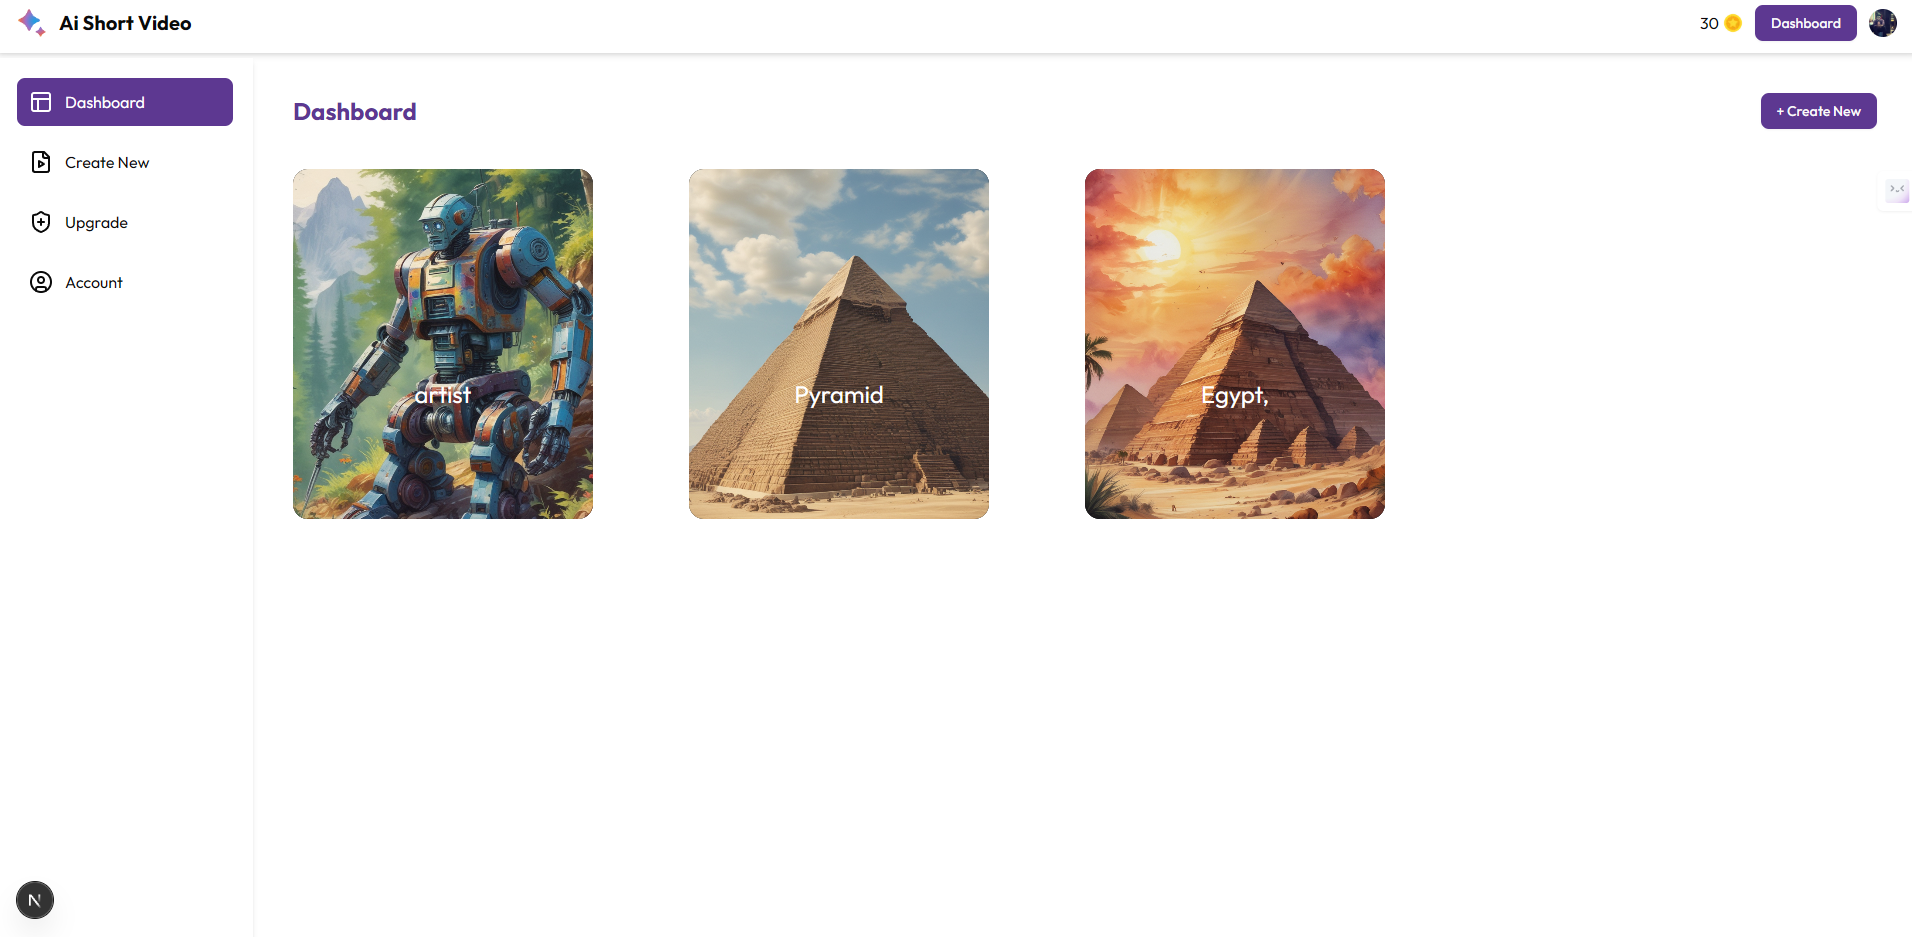 Ai Short Video
30
Dashboard
Dashboard
Create New
Upgrade
Account
Dashboard
+ Create New
artist
Pyramid
Egypt,
N